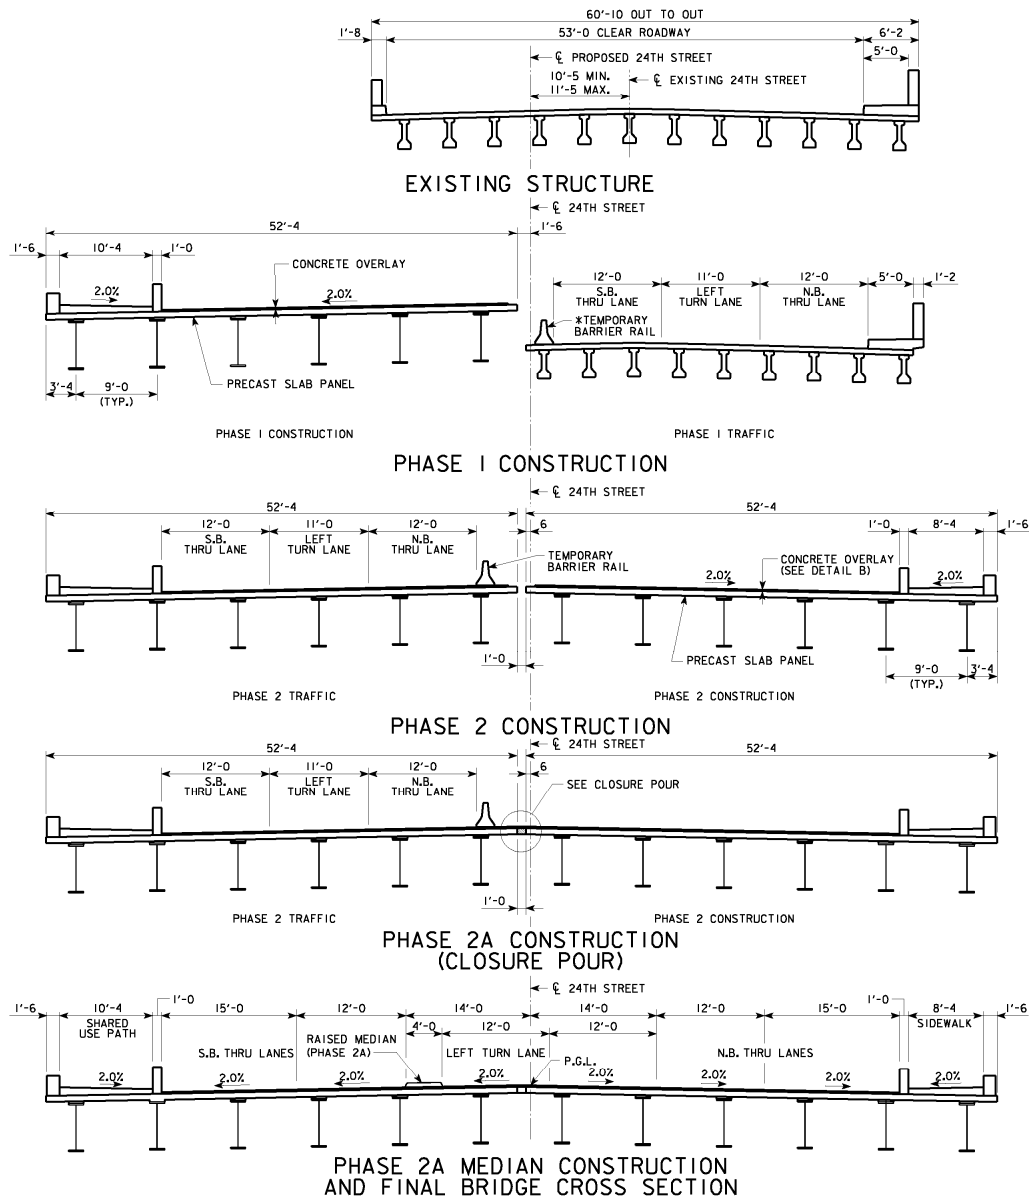 60'-10 OUT TO OUT
1'-8
53'-0 CLEAR ROADWAY
6'-2
5'-0
℄ PROPOSED 24TH STREET
10'-5 MIN.
11'-5 MAX.
℄ EXISTING 24TH STREET
EXISTING STRUCTURE
℄ 24TH STREET
52'-4
1'-6
1'-6
10'-4
1'-0
CONCRETE OVERLAY
2.0%
2.0%
12'-0
S.B.
THRU LANE
11'-0
LEFT
TURN LANE
12'-0
N.B.
THRU LANE
5'-0
1'-2
*TEMPORARY
BARRIER RAIL
3'-4
9'-0
(TYP.)
PRECAST SLAB PANEL
PHASE 1 CONSTRUCTION
PHASE 1 TRAFFIC
PHASE 1 CONSTRUCTION
℄ 24TH STREET
52'-4
52'-4
12'-0
S.B.
THRU LANE
11'-0
LEFT
TURN LANE
12'-0
N.B.
THRU LANE
6
1'-0
8'-4
1'-6
TEMPORARY
BARRIER RAIL
CONCRETE OVERLAY
(SEE DETAIL B)
2.0%
2.0%
1'-0
PRECAST SLAB PANEL
9'-0
(TYP.)
3'-4
PHASE 2 TRAFFIC
PHASE 2 CONSTRUCTION
PHASE 2 CONSTRUCTION
℄ 24TH STREET
52'-4
52'-4
12'-0
S.B.
THRU LANE
11'-0
LEFT
TURN LANE
12'-0
N.B.
THRU LANE
6
SEE CLOSURE POUR
1'-0
PHASE 2 TRAFFIC
PHASE 2 CONSTRUCTION
PHASE 2A CONSTRUCTION
(CLOSURE POUR)
℄ 24TH STREET
1'-6
10'-4
SHARED
USE PATH
1'-0
15'-0
12'-0
14'-0
14'-0
12'-0
15'-0
1'-0
8'-4
SIDEWALK
1'-6
4'-0
12'-0
12'-0
RAISED MEDIAN
(PHASE 2A)
S.B. THRU LANES
LEFT TURN LANE
P.G.L.
N.B. THRU LANES
2.0%
2.0%
2.0%
2.0%
2.0%
2.0%
2.0%
2.0%
PHASE 2A MEDIAN CONSTRUCTION
AND FINAL BRIDGE CROSS SECTION